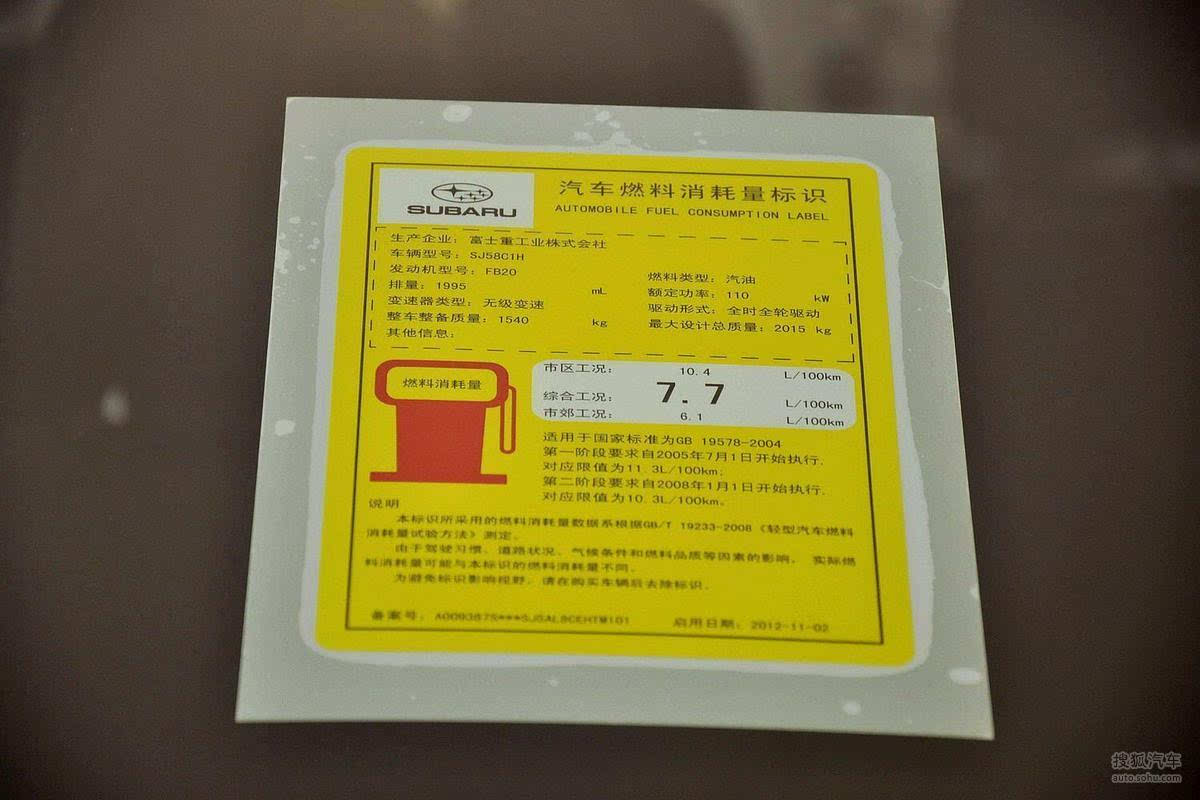 SUBARU
汽车燃料消耗量标识
AUTOMOBILE FUEL CONSUMPTION LABEL
生产企业: 富士重工业株式会社
车辆型号: SJ58C1H
发动机型号: FB20
燃料类型: 汽油
排量: 1995 mL
额定功率: 110 kW
变速器类型: 无级变速
驱动形式: 全时全轮驱动
整车整备质量: 1540 kg
最大设计总质量: 2015 kg
其他信息:
燃料消耗量
市区工况: 10.4 L/100km
综合工况: 7.7 L/100km
市郊工况: 6.1 L/100km
适用于国家标准为GB 19578-2004
第一阶段要求自2005年7月1日开始执行.
对应限值为11.3L/100km;
第二阶段要求自2008年1月1日开始执行.
对应限值为10.3L/100km。
说明
本标识所采用的燃料消耗量数据系根据GB/T 19233-2008《轻型汽车燃料
消耗量试验方法》测定.
由于驾驶习惯、道路状况、气候条件和燃料品质等因素的影响, 实际燃
料消耗量可能与本标识的燃料消耗量不同.
为避免标识影响视野, 请在购买车辆后去除标识.
备案号:
启用日期: 2012-11-02
搜狐汽车
auto.sohu.com